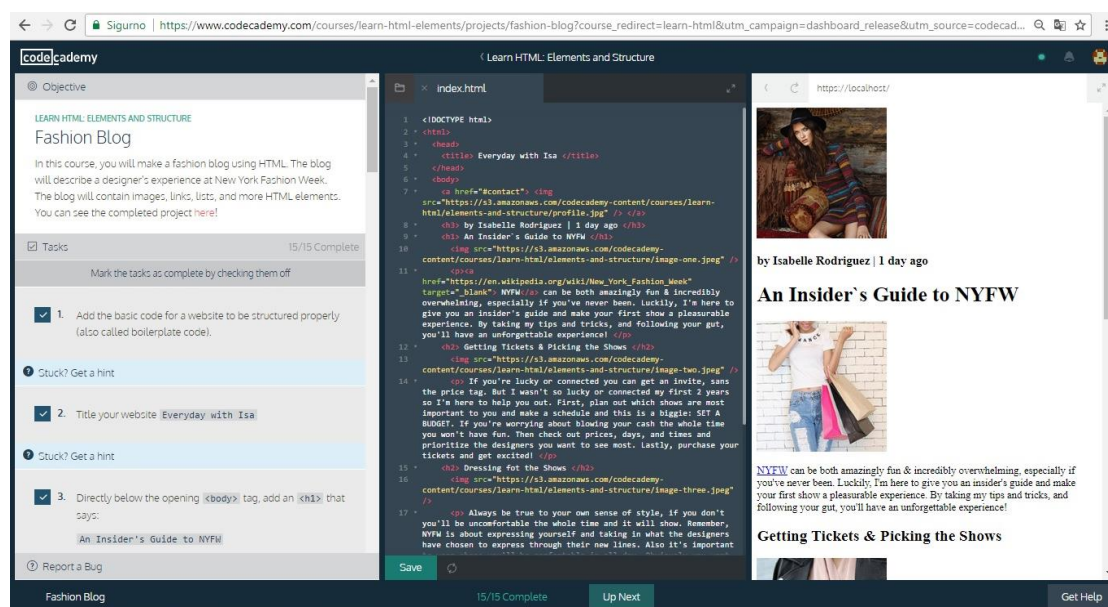 Sigurno | https://www.codecademy.com/courses/learn-html-elements/projects/fashion-blog?course_redirect=learn-html&utm_campaign=dashboard_release&utm_source=codecad...
codecademy
Learn HTML: Elements and Structure
Objective
LEARN HTML: ELEMENTS AND STRUCTURE
Fashion Blog
In this course, you will make a fashion blog using HTML. The blog
will describe a designer's experience at New York Fashion Week.
The blog will contain images, links, lists, and more HTML elements.
You can see the completed project here!
Tasks 15/15 Complete
Mark the tasks as complete by checking them off
1. Add the basic code for a website to be structured properly
(also called boilerplate code).
Stuck? Get a hint
2. Title your website Everyday with Isa
Stuck? Get a hint
3. Directly below the opening <body> tag, add an <h1> that
says:
An Insider's Guide to NYFW
Report a Bug
index.html
1 <!DOCTYPE html>
2 <html>
3 <head>
4 <title> Everyday with Isa </title>
5 </head>
6 <body>
7 <a href="#contact"> <img
src="https://s3.amazonaws.com/codecademy-content/courses/learn-
html/elements-and-structure/profile.jpg" /> </a>
8 <h3> by Isabelle Rodriguez | 1 day ago </h3>
9 <h1> An Insider`s Guide to NYFW </h1>
10 <img src="https://s3.amazonaws.com/codecademy-
content/courses/learn-html/elements-and-structure/image-one.jpeg" />
11 <p><a
href="https://en.wikipedia.org/wiki/New_York_Fashion_Week"
target="_blank"> NYFW</a> can be both amazingly fun & incredibly
overwhelming, especially if you've never been. Luckily, I'm here to
give you an insider's guide and make your first show a pleasurable
experience. By taking my tips and tricks, and following your gut,
you'll have an unforgettable experience! </p>
12 <h2> Getting Tickets & Picking the Shows </h2>
13 <img src="https://s3.amazonaws.com/codecademy-
content/courses/learn-html/elements-and-structure/image-two.jpeg" />
14 <p> If you're lucky or connected you can get an invite, sans
the price tag. But I wasn't so lucky or connected my first 2 years
so I'm here to help you out. First, plan out which shows are most
important to you and make a schedule and this is a biggie: SET A
BUDGET. If you're worrying about blowing your cash the whole time
you won't have fun. Then check out prices, days, and times and
prioritize the designers you want to see most. Lastly, purchase your
tickets and get excited! </p>
15 <h2> Dressing fot the Shows </h2>
16 <img src="https://s3.amazonaws.com/codecademy-
content/courses/learn-html/elements-and-structure/image-three.jpeg"
/>
17 <p> Always be true to your own sense of style, if you don't
you'll be uncomfortable the whole time and it will show. Remember,
NYFW is about expressing yourself and taking in what the designers
have chosen to express through their new lines. Also it's important
Save
https://localhost/
by Isabelle Rodriguez | 1 day ago
An Insider`s Guide to NYFW
NYFW can be both amazingly fun & incredibly overwhelming, especially if
you've never been. Luckily, I'm here to give you an insider's guide and make
your first show a pleasurable experience. By taking my tips and tricks, and
following your gut, you'll have an unforgettable experience!
Getting Tickets & Picking the Shows
Fashion Blog 15/15 Complete Up Next Get Help